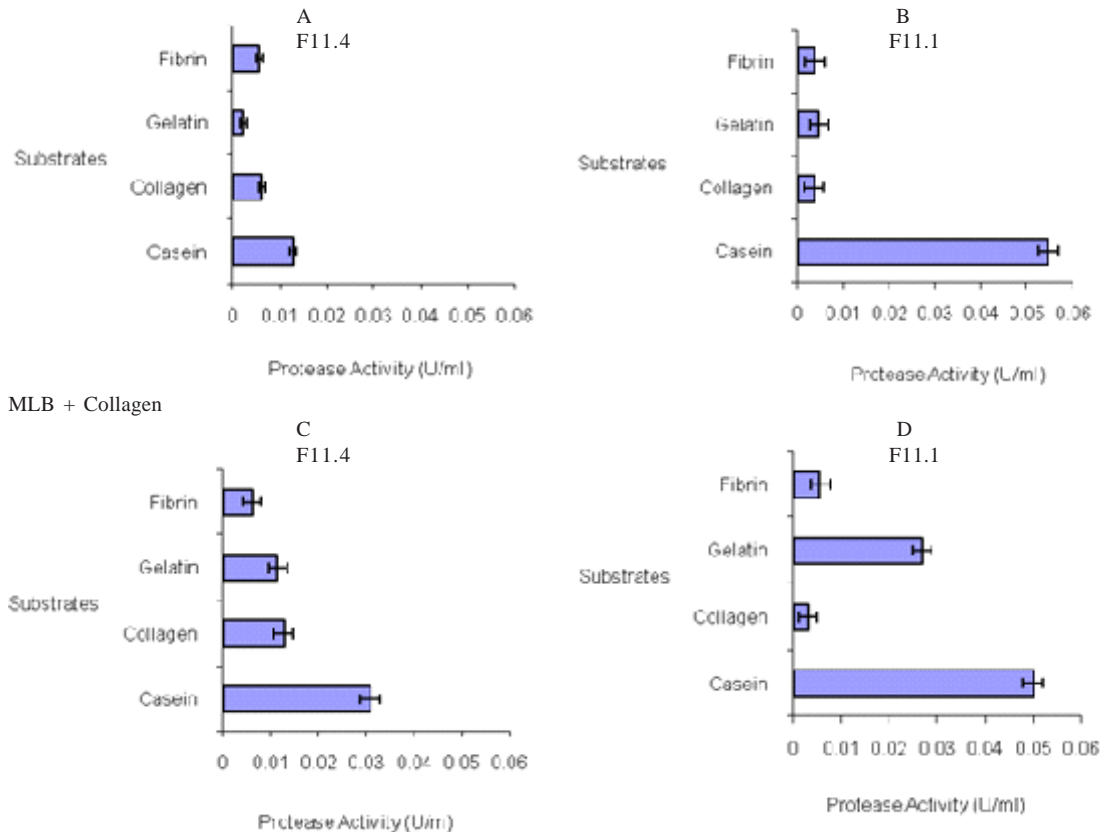 A
F11.4
Fibrin
Gelatin
Substrates
Collagen
Casein
0 0.01 0.02 0.03 0.04 0.05 0.06
Protease Activity (U/ml)
B
F11.1
Fibrin
Gelatin
Substrates
Collagen
Casein
0 0.01 0.02 0.03 0.04 0.05 0.06
Protease Activity (U/ml)
MLB + Collagen
C
F11.4
Fibrin
Gelatin
Substrates
Collagen
Casein
0 0.01 0.02 0.03 0.04 0.05 0.06
Protease Activity (U/ml)
D
F11.1
Fibrin
Gelatin
Substrates
Collagen
Casein
0 0.01 0.02 0.03 0.04 0.05 0.06
Protease Activity (U/ml)